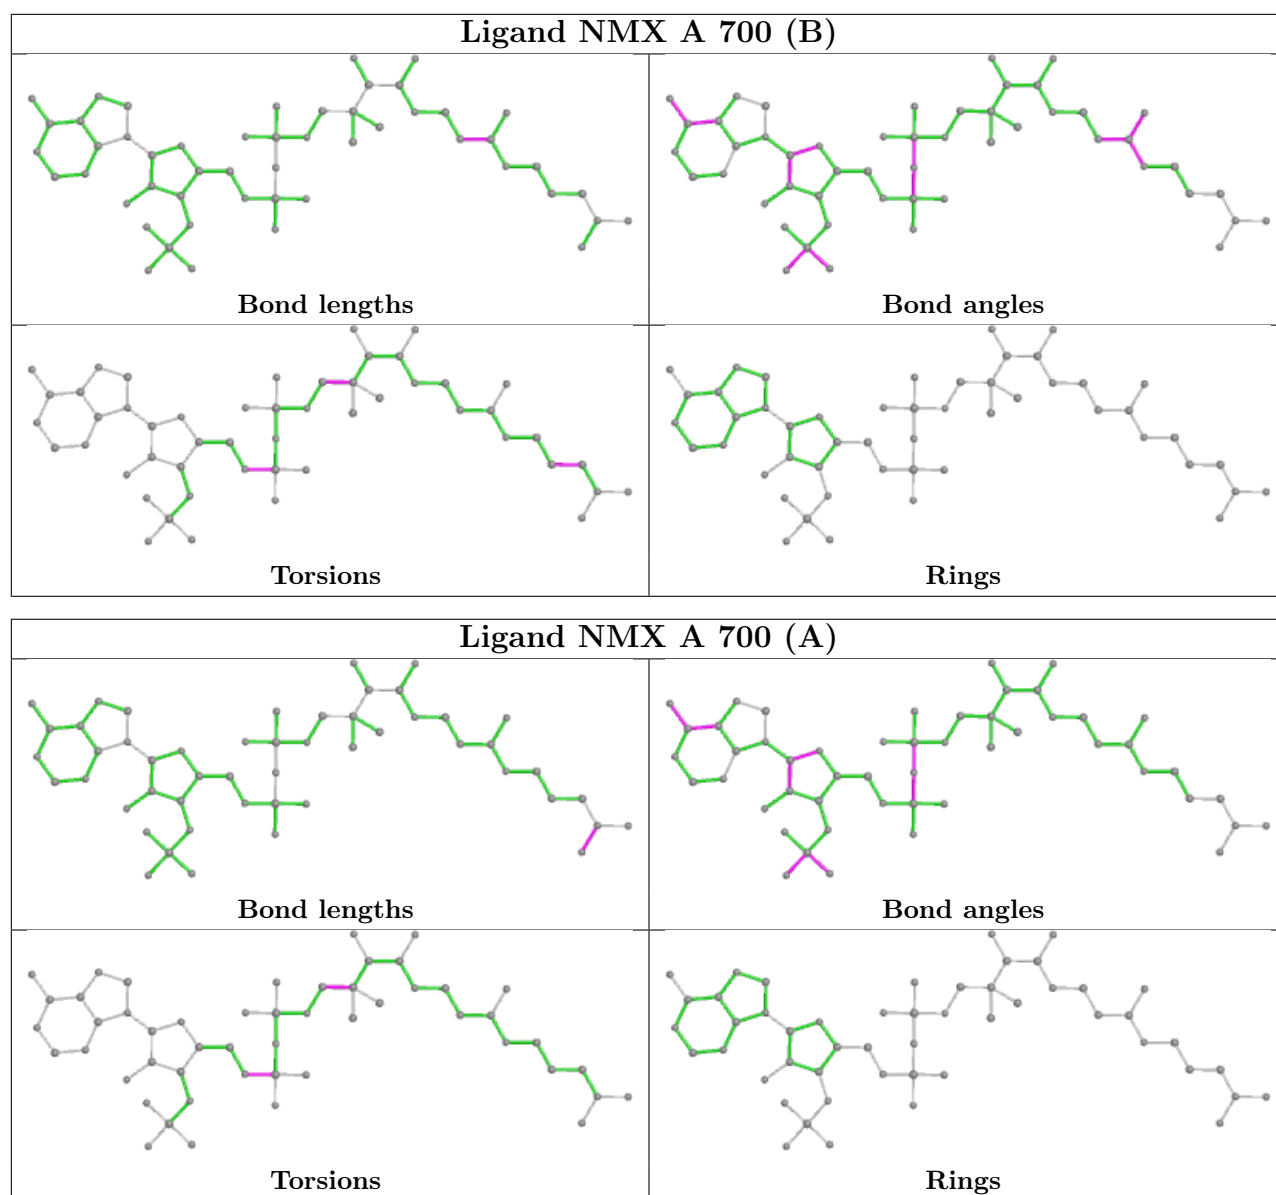 Ligand NMX A 700 (B)
Bond lengths
Bond angles
Torsions
Rings
Ligand NMX A 700 (A)
Bond lengths
Bond angles
Torsions
Rings